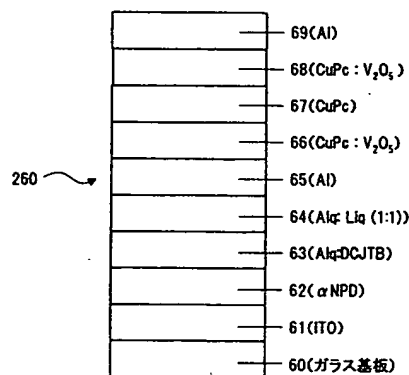 69(Al)
68(CuPc : V₂O₅)
67(CuPc)
66(CuPc : V₂O₅)
260
65(Al)
64(Alq: Liq (1:1))
63(Alq:DCJTB)
62(αNPD)
61(ITO)
60(ガラス基板)